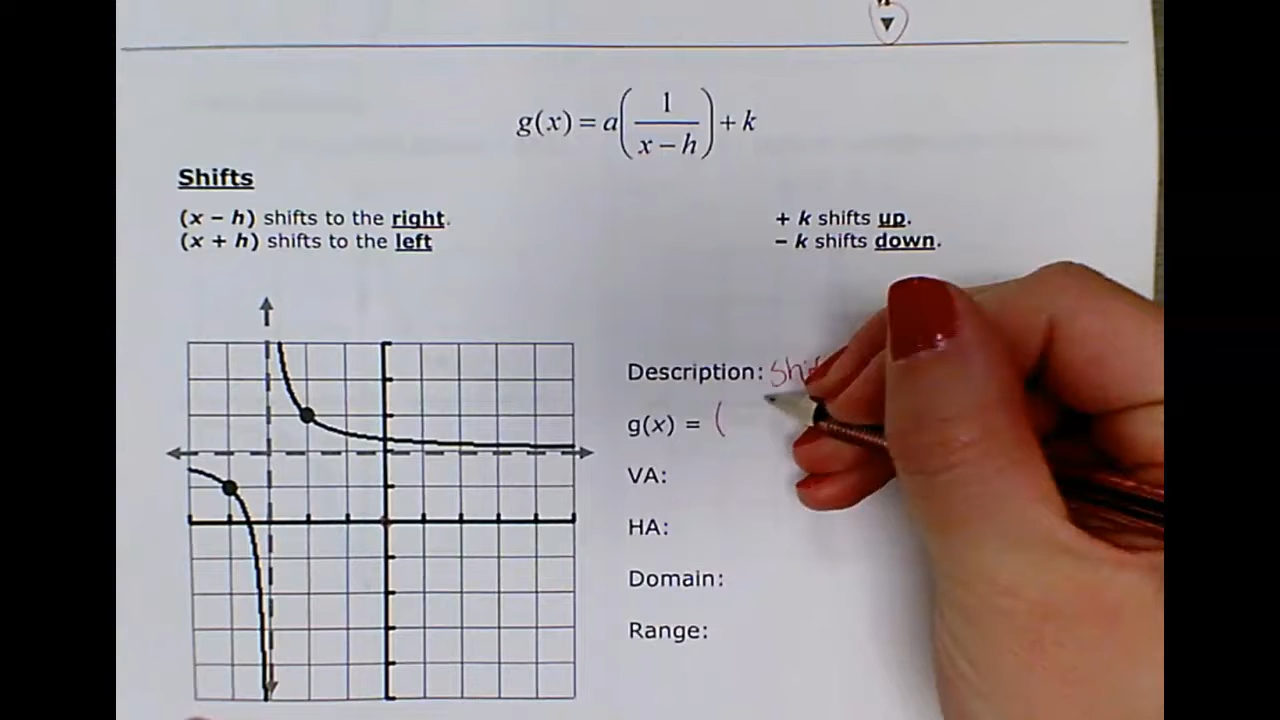 g(x) = a(1/(x − h)) + k
Shifts
(x − h) shifts to the right.
(x + h) shifts to the left
+ k shifts up.
− k shifts down.
Description:
g(x) = (
VA:
HA:
Domain:
Range: